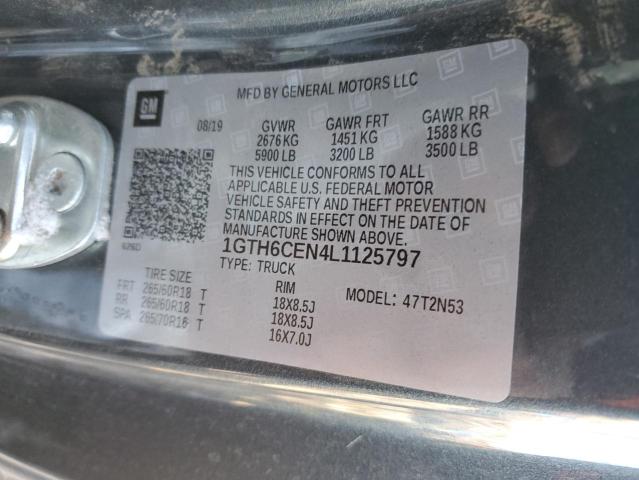 MFD BY GENERAL MOTORS LLC
GM
08/19 GVWR GAWR FRT GAWR RR
2676 KG 1451 KG 1588 KG
5900 LB 3200 LB 3500 LB
THIS VEHICLE CONFORMS TO ALL
APPLICABLE U.S. FEDERAL MOTOR
VEHICLE SAFETY AND THEFT PREVENTION
STANDARDS IN EFFECT ON THE DATE OF
MANUFACTURE SHOWN ABOVE.
1GTH6CEN4L1125797
TYPE: TRUCK
TIRE SIZE RIM
FRT 265/60R18 T 18X8.5J MODEL: 47T2N53
RR 265/60R18 T 18X8.5J
SPA 265/70R16 T 16X7.0J